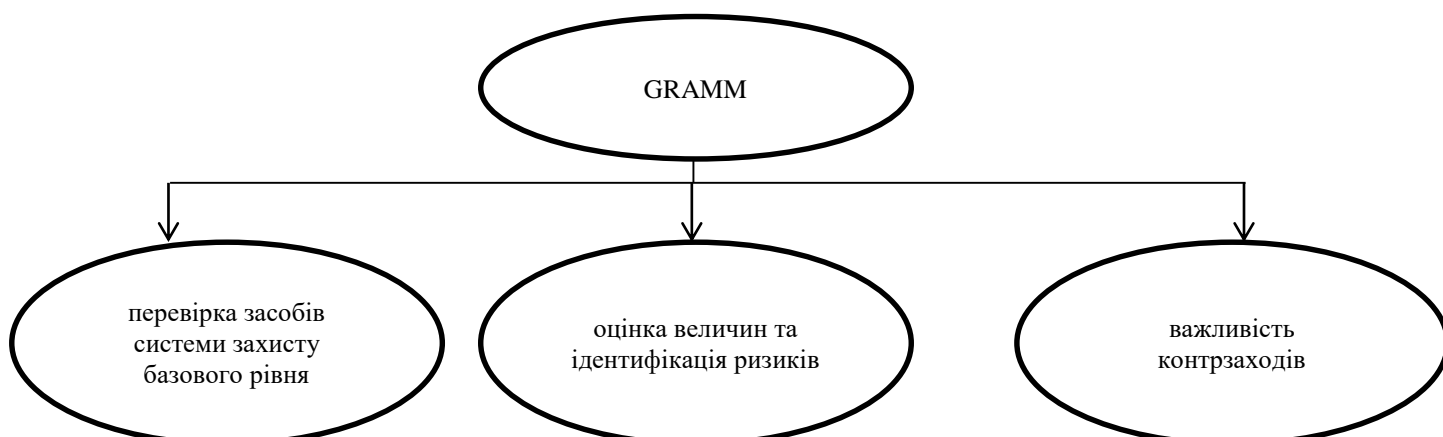 GRAMM
перевірка засобів
системи захисту
базового рівня
оцінка величин та
ідентифікація ризиків
важливість
контрзаходів